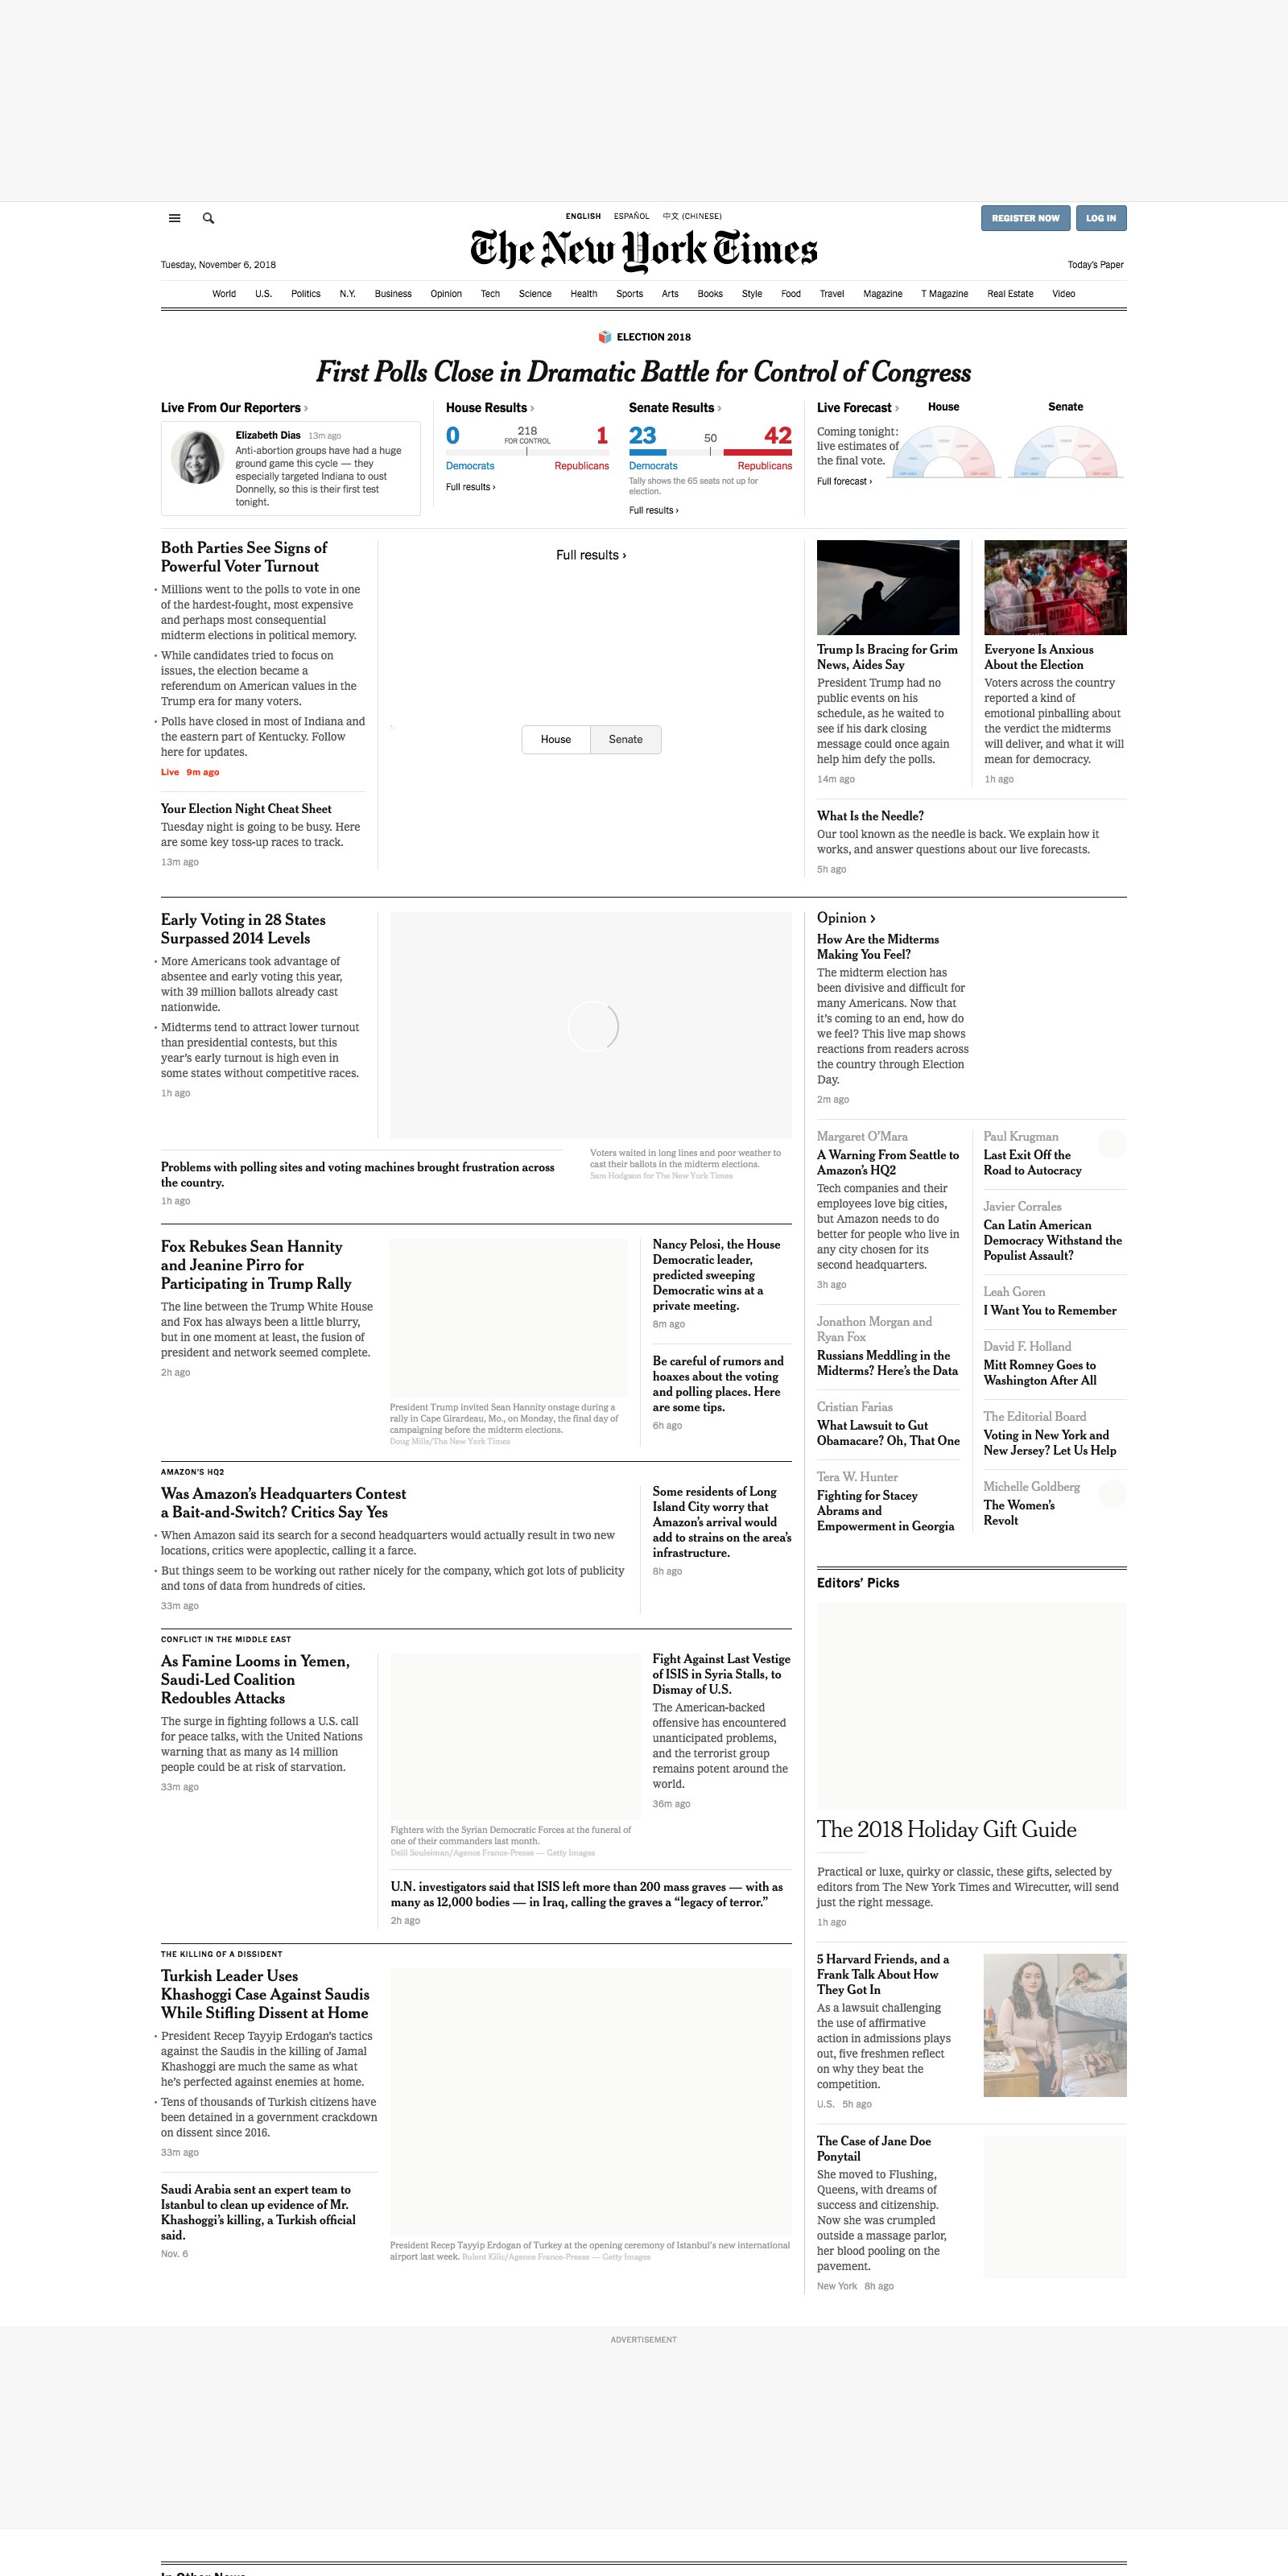 ENGLISH ESPAÑOL 中文 (CHINESE)
REGISTER NOW LOG IN
The New York Times
Tuesday, November 6, 2018
Today's Paper
World U.S. Politics N.Y. Business Opinion Tech Science Health Sports Arts Books Style Food Travel Magazine T Magazine Real Estate Video
ELECTION 2018
First Polls Close in Dramatic Battle for Control of Congress
Live From Our Reporters ›
Elizabeth Dias 13m ago
Anti-abortion groups have had a huge
ground game this cycle — they
especially targeted Indiana to oust
Donnelly, so this is their first test
tonight.
House Results ›
0 218 1
FOR CONTROL
Democrats Republicans
Full results ›
Senate Results ›
23 50 42
Democrats Republicans
Tally shows the 65 seats not up for
election.
Full results ›
Live Forecast ›
House Senate
Coming tonight:
live estimates of
the final vote.
Full forecast ›
Both Parties See Signs of
Powerful Voter Turnout
• Millions went to the polls to vote in one
of the hardest-fought, most expensive
and perhaps most consequential
midterm elections in political memory.
• While candidates tried to focus on
issues, the election became a
referendum on American values in the
Trump era for many voters.
• Polls have closed in most of Indiana and
the eastern part of Kentucky. Follow
here for updates.
Live 9m ago
Your Election Night Cheat Sheet
Tuesday night is going to be busy. Here
are some key toss-up races to track.
13m ago
Full results ›
House Senate
Trump Is Bracing for Grim
News, Aides Say
President Trump had no
public events on his
schedule, as he waited to
see if his dark closing
message could once again
help him defy the polls.
14m ago
Everyone Is Anxious
About the Election
Voters across the country
reported a kind of
emotional pinballing about
the verdict the midterms
will deliver, and what it will
mean for democracy.
1h ago
What Is the Needle?
Our tool known as the needle is back. We explain how it
works, and answer questions about our live forecasts.
5h ago
Early Voting in 28 States
Surpassed 2014 Levels
• More Americans took advantage of
absentee and early voting this year,
with 39 million ballots already cast
nationwide.
• Midterms tend to attract lower turnout
than presidential contests, but this
year's early turnout is high even in
some states without competitive races.
1h ago
Problems with polling sites and voting machines brought frustration across
the country.
1h ago
Voters waited in long lines and poor weather to
cast their ballots in the midterm elections.
Sam Hodgson for The New York Times
Fox Rebukes Sean Hannity
and Jeanine Pirro for
Participating in Trump Rally
The line between the Trump White House
and Fox has always been a little blurry,
but in one moment at least, the fusion of
president and network seemed complete.
2h ago
President Trump invited Sean Hannity onstage during a
rally in Cape Girardeau, Mo., on Monday, the final day of
campaigning before the midterm elections.
Doug Mills/The New York Times
Nancy Pelosi, the House
Democratic leader,
predicted sweeping
Democratic wins at a
private meeting.
8m ago
Be careful of rumors and
hoaxes about the voting
and polling places. Here
are some tips.
6h ago
AMAZON'S HQ2
Was Amazon's Headquarters Contest
a Bait-and-Switch? Critics Say Yes
• When Amazon said its search for a second headquarters would actually result in two new
locations, critics were apoplectic, calling it a farce.
• But things seem to be working out rather nicely for the company, which got lots of publicity
and tons of data from hundreds of cities.
33m ago
Some residents of Long
Island City worry that
Amazon's arrival would
add to strains on the area's
infrastructure.
8h ago
CONFLICT IN THE MIDDLE EAST
As Famine Looms in Yemen,
Saudi-Led Coalition
Redoubles Attacks
The surge in fighting follows a U.S. call
for peace talks, with the United Nations
warning that as many as 14 million
people could be at risk of starvation.
33m ago
Fighters with the Syrian Democratic Forces at the funeral of
one of their commanders last month.
Delil Souleiman/Agence France-Presse — Getty Images
Fight Against Last Vestige
of ISIS in Syria Stalls, to
Dismay of U.S.
The American-backed
offensive has encountered
unanticipated problems,
and the terrorist group
remains potent around the
world.
36m ago
U.N. investigators said that ISIS left more than 200 mass graves — with as
many as 12,000 bodies — in Iraq, calling the graves a “legacy of terror.”
2h ago
THE KILLING OF A DISSIDENT
Turkish Leader Uses
Khashoggi Case Against Saudis
While Stifling Dissent at Home
• President Recep Tayyip Erdogan's tactics
against the Saudis in the killing of Jamal
Khashoggi are much the same as what
he's perfected against enemies at home.
• Tens of thousands of Turkish citizens have
been detained in a government crackdown
on dissent since 2016.
33m ago
Saudi Arabia sent an expert team to
Istanbul to clean up evidence of Mr.
Khashoggi's killing, a Turkish official
said.
Nov. 6
President Recep Tayyip Erdogan of Turkey at the opening ceremony of Istanbul's new international
airport last week. Bulent Kilic/Agence France-Presse — Getty Images
Opinion ›
How Are the Midterms
Making You Feel?
The midterm election has
been divisive and difficult for
many Americans. Now that
it's coming to an end, how do
we feel? This live map shows
reactions from readers across
the country through Election
Day.
2m ago
Margaret O'Mara
A Warning From Seattle to
Amazon's HQ2
Tech companies and their
employees love big cities,
but Amazon needs to do
better for people who live in
any city chosen for its
second headquarters.
3h ago
Jonathon Morgan and
Ryan Fox
Russians Meddling in the
Midterms? Here's the Data
Cristian Farias
What Lawsuit to Gut
Obamacare? Oh, That One
Tera W. Hunter
Fighting for Stacey
Abrams and
Empowerment in Georgia
Paul Krugman
Last Exit Off the
Road to Autocracy
Javier Corrales
Can Latin American
Democracy Withstand the
Populist Assault?
Leah Goren
I Want You to Remember
David F. Holland
Mitt Romney Goes to
Washington After All
The Editorial Board
Voting in New York and
New Jersey? Let Us Help
Michelle Goldberg
The Women's
Revolt
Editors' Picks
The 2018 Holiday Gift Guide
Practical or luxe, quirky or classic, these gifts, selected by
editors from The New York Times and Wirecutter, will send
just the right message.
1h ago
5 Harvard Friends, and a
Frank Talk About How
They Got In
As a lawsuit challenging
the use of affirmative
action in admissions plays
out, five freshmen reflect
on why they beat the
competition.
U.S. 5h ago
The Case of Jane Doe
Ponytail
She moved to Flushing,
Queens, with dreams of
success and citizenship.
Now she was crumpled
outside a massage parlor,
her blood pooling on the
pavement.
New York 8h ago
ADVERTISEMENT
In Other News